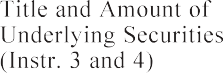 Title and Amount of
Underlying Securities
(Instr. 3 and 4)